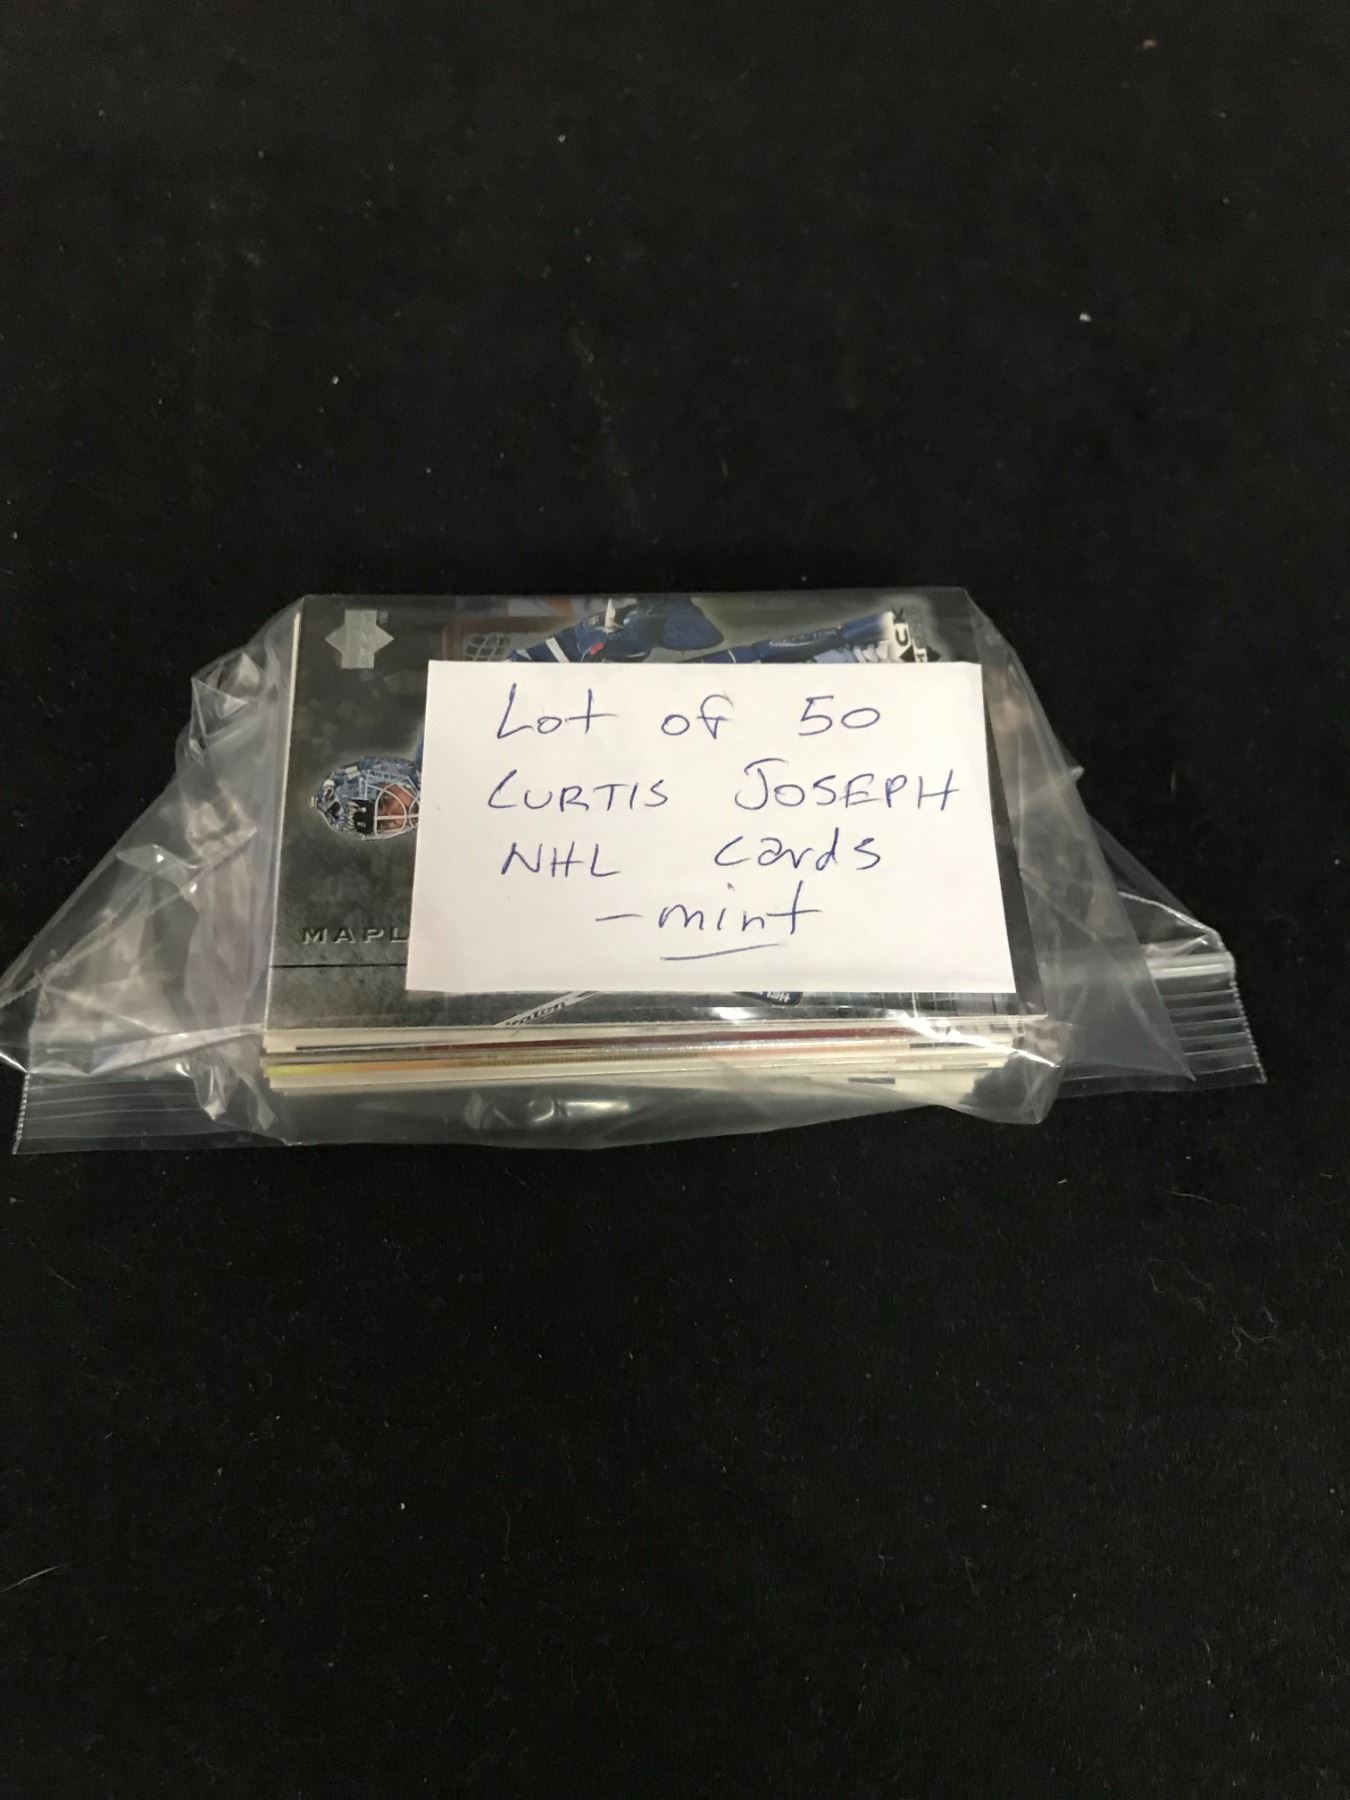 Lot of 50
CURTIS JOSEPH
NHL cards
- mint
MAPL